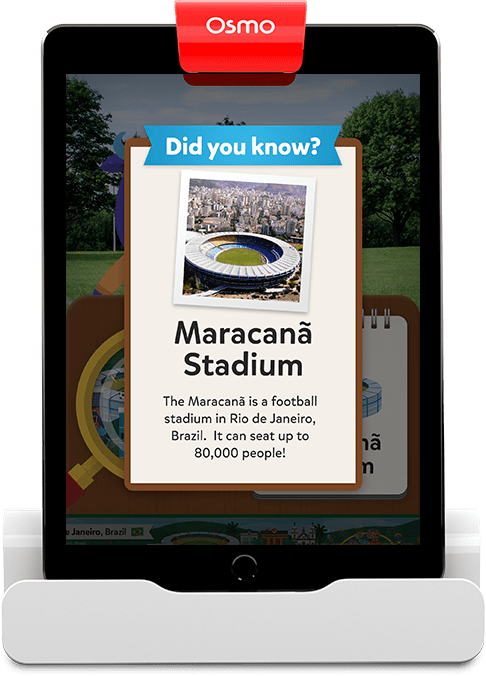 Osmo
Did you know?
Maracanã
Stadium
The Maracanã is a football
stadium in Rio de Janeiro,
Brazil. It can seat up to
80,000 people!
nã
m
e Janeiro, Brazil